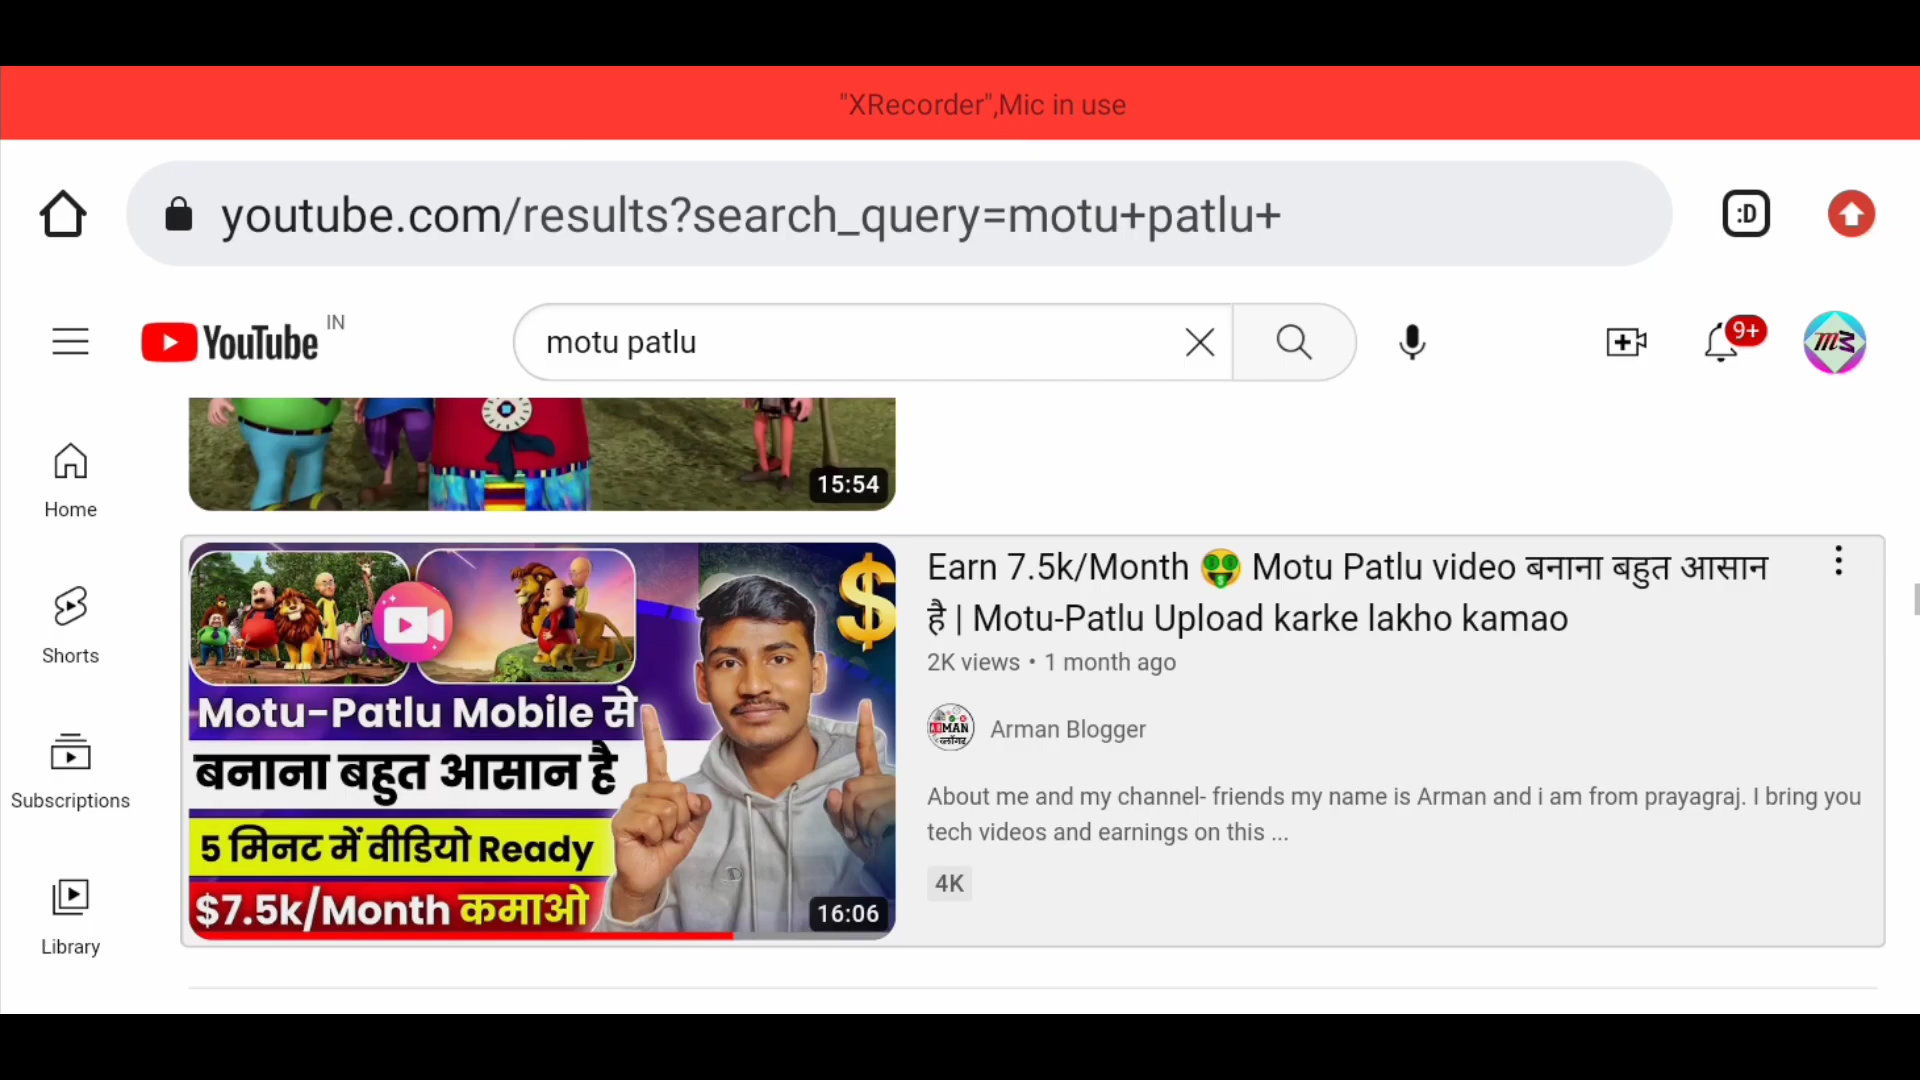 "XRecorder",Mic in use
youtube.com/results?search_query=motu+patlu+
:D
YouTube IN
motu patlu
9+
Home
Shorts
Subscriptions
Library
15:54
Motu-Patlu Mobile से
बनाना बहुत आसान है
5 मिनट में वीडियो Ready
$7.5k/Month कमाओ
$
16:06
Earn 7.5k/Month 🤑 Motu Patlu video बनाना बहुत आसान
है | Motu-Patlu Upload karke lakho kamao
2K views • 1 month ago
ARMAN
ब्लॉगर
Arman Blogger
About me and my channel- friends my name is Arman and i am from prayagraj. I bring you
tech videos and earnings on this ...
4K